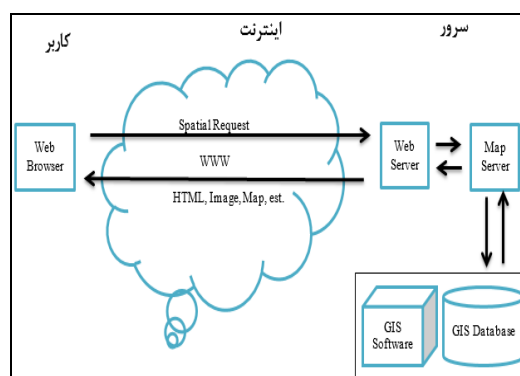 کاربر
اینترنت
سرور
Spatial Request
Web
Browser
WWW
Web
Server
Map
Server
HTML, Image, Map, est.
GIS
Software
GIS Database